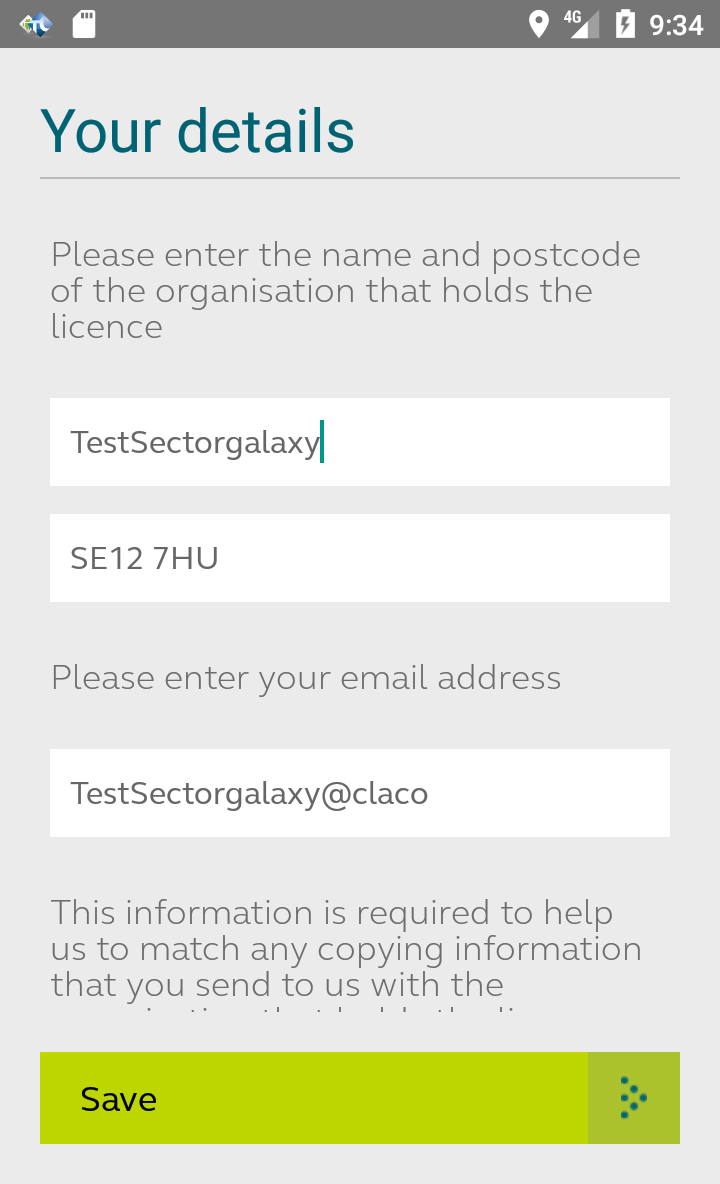 4G 9:34
Your details
Please enter the name and postcode
of the organisation that holds the
licence
TestSectorgalaxy
SE12 7HU
Please enter your email address
TestSectorgalaxy@claco
This information is required to help
us to match any copying information
that you send to us with the
Save